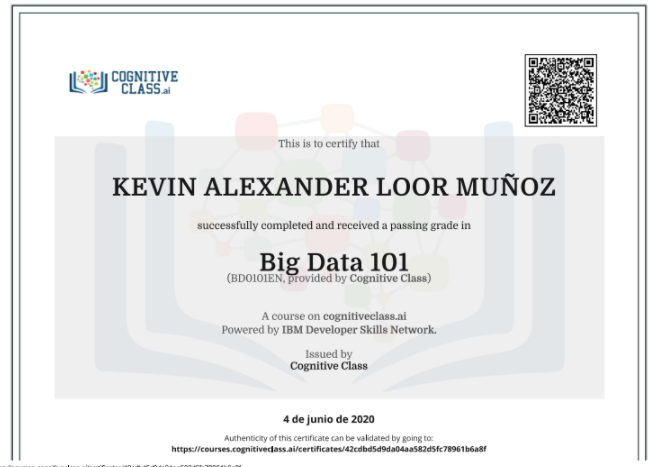 COGNITIVE
CLASS.ai
This is to certify that
KEVIN ALEXANDER LOOR MUÑOZ
successfully completed and received a passing grade in
Big Data 101
(BD0101EN, provided by Cognitive Class)
A course on cognitiveclass.ai
Powered by IBM Developer Skills Network.
Issued by
Cognitive Class
4 de junio de 2020
Authenticity of this certificate can be validated by going to:
https://courses.cognitiveclass.ai/certificates/42cdbd5d9da04aa582d5fc78961b6a8f